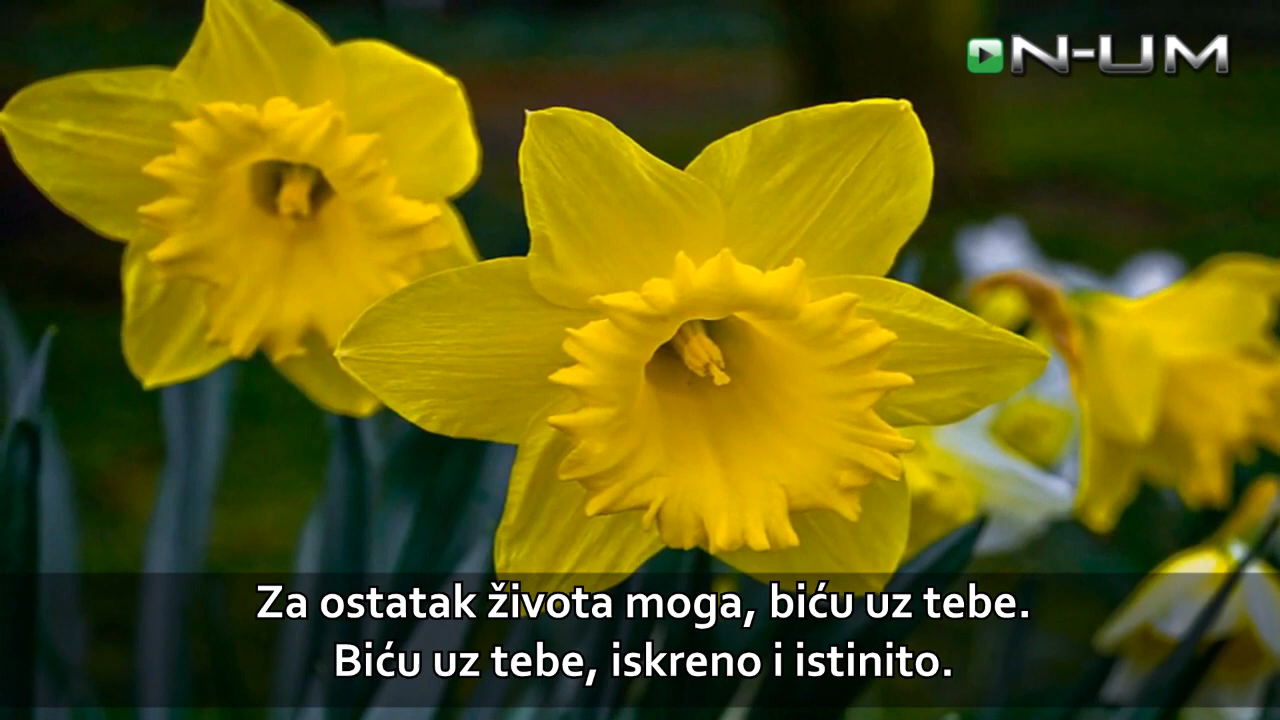 N-UM
Za ostatak života moga, biću uz tebe.
Biću uz tebe, iskreno i istinito.